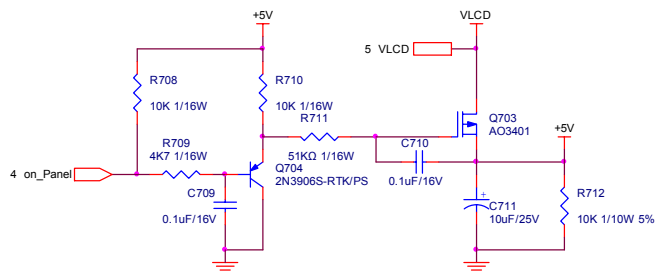 +5V
VLCD
5 VLCD
R708
10K 1/16W
R710
10K 1/16W
R711
51KΩ 1/16W
Q703
AO3401
+5V
R709
4K7 1/16W
C710
0.1uF/16V
4 on_Panel
Q704
2N3906S-RTK/PS
C709
0.1uF/16V
C711
10uF/25V
+
R712
10K 1/10W 5%